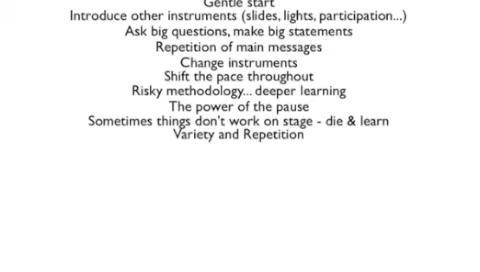 Gentle start
Introduce other instruments (slides, lights, participation...)
Ask big questions, make big statements
Repetition of main messages
Change instruments
Shift the pace throughout
Risky methodology... deeper learning
The power of the pause
Sometimes things don't work on stage - die & learn
Variety and Repetition